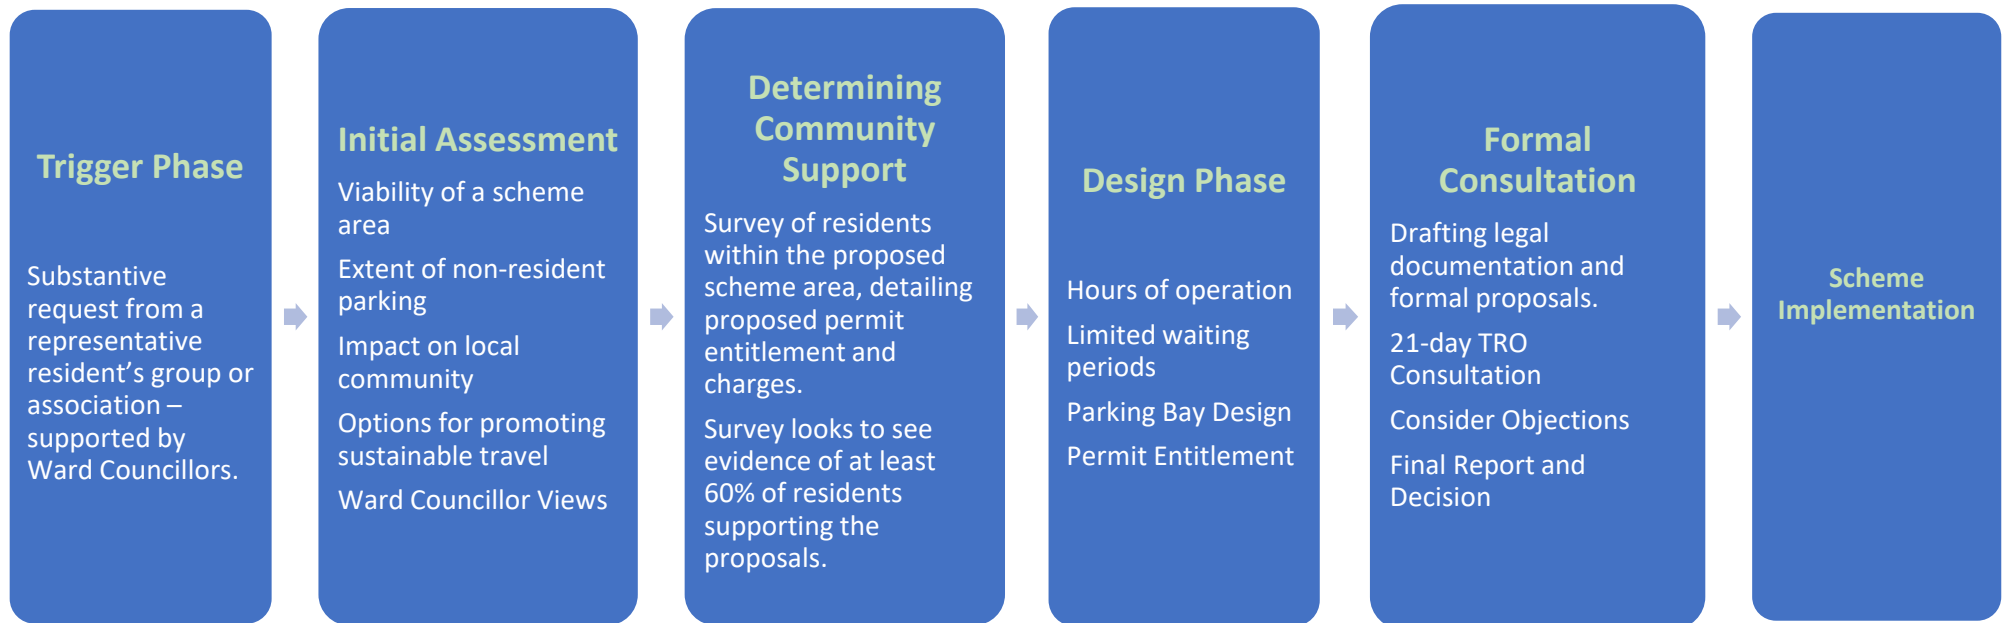 Trigger Phase
Substantive
request from a
representative
resident’s group or
association –
supported by
Ward Councillors.
Initial Assessment
Viability of a scheme
area
Extent of non-resident
parking
Impact on local
community
Options for promoting
sustainable travel
Ward Councillor Views
Determining
Community
Support
Survey of residents
within the proposed
scheme area, detailing
proposed permit
entitlement and
charges.
Survey looks to see
evidence of at least
60% of residents
supporting the
proposals.
Design Phase
Hours of operation
Limited waiting
periods
Parking Bay Design
Permit Entitlement
Formal
Consultation
Drafting legal
documentation and
formal proposals.
21-day TRO
Consultation
Consider Objections
Final Report and
Decision
Scheme
Implementation